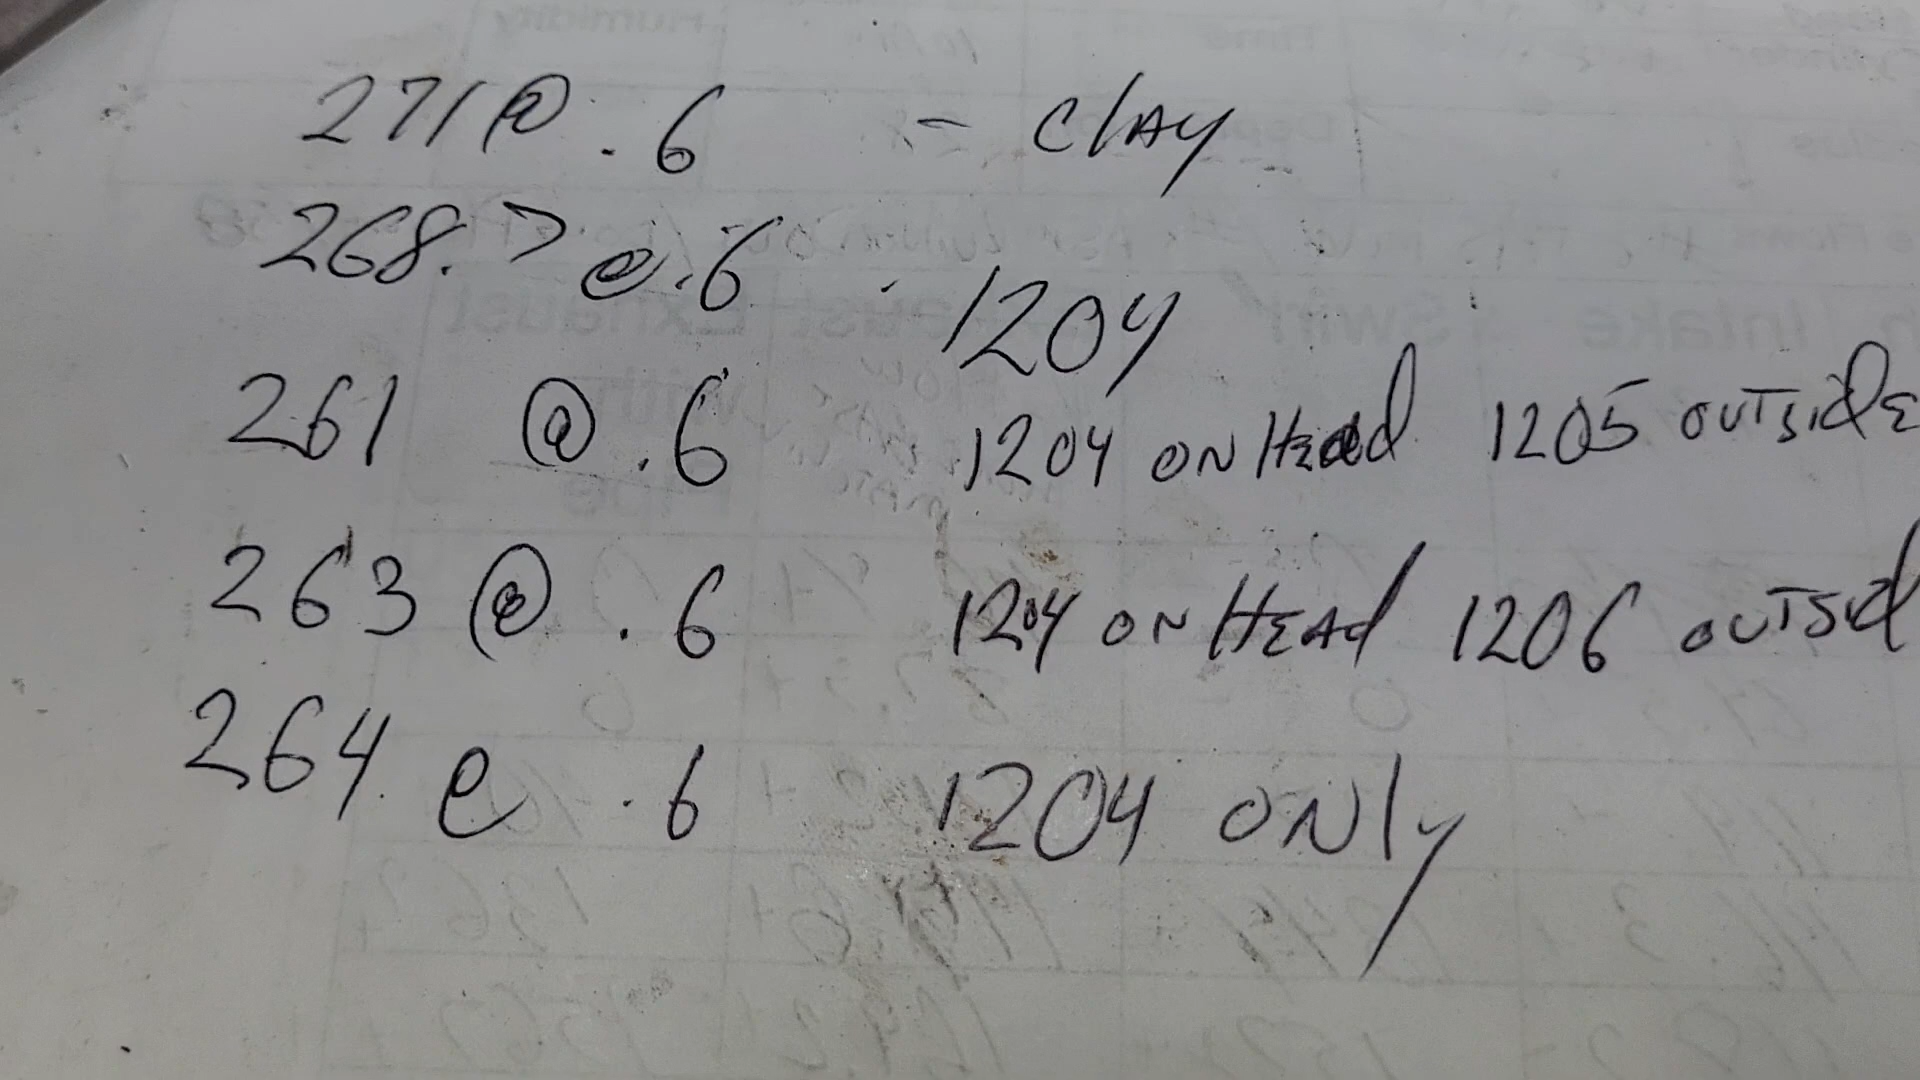 271 @ .6 - Clay
268.7 @ .6 1204
261 @ .6 1204 on Head 1205 outside
263 @ .6 1204 on Head 1206 outsid
264 @ .6 1204 only